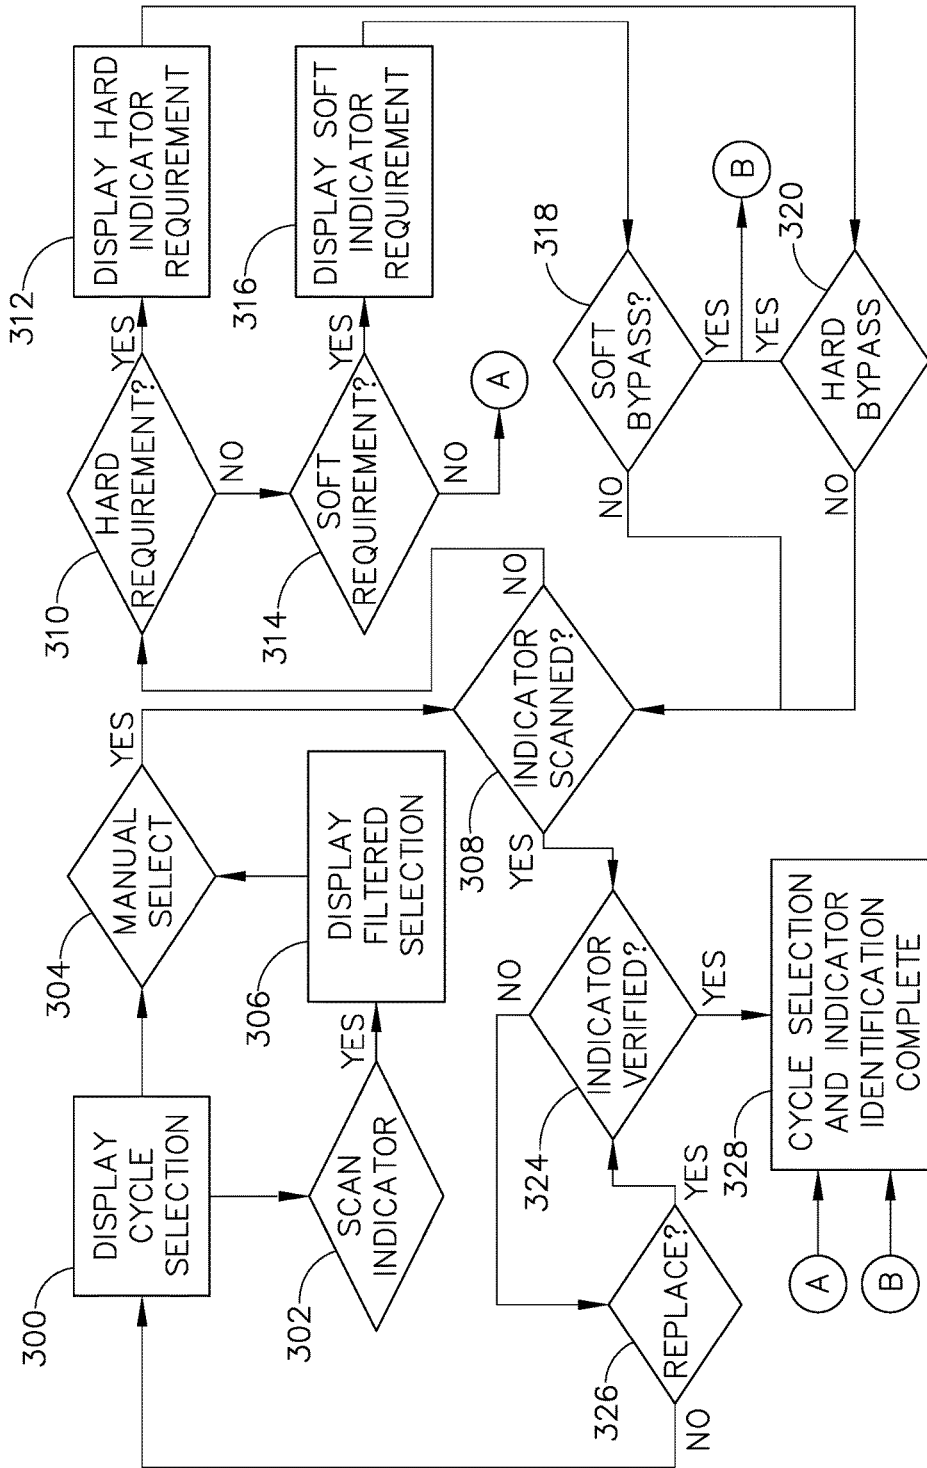 300
DISPLAY
CYCLE
SELECTION
304
MANUAL
SELECT
YES
310
HARD
REQUIREMENT?
YES
NO
312
DISPLAY HARD
INDICATOR
REQUIREMENT
302
SCAN
INDICATOR
YES
306
DISPLAY
FILTERED
SELECTION
314
SOFT
REQUIREMENT?
YES
NO
316
DISPLAY SOFT
INDICATOR
REQUIREMENT
A
308
INDICATOR
SCANNED?
NO
YES
326
REPLACE?
YES
NO
324
INDICATOR
VERIFIED?
NO
YES
318
SOFT
BYPASS?
NO
YES
B
320
HARD
BYPASS
YES
NO
A
B
328
CYCLE SELECTION
AND INDICATOR
IDENTIFICATION
COMPLETE